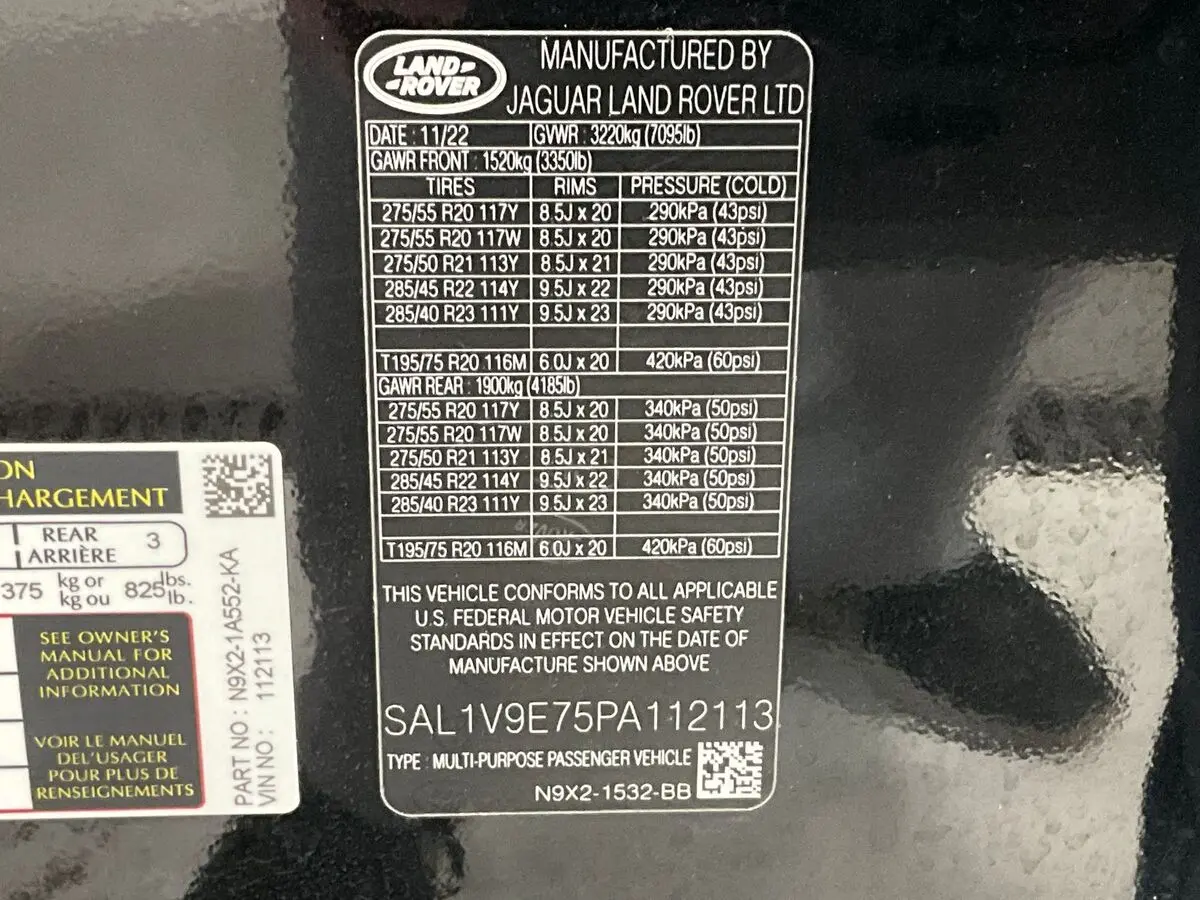 LAND-
-ROVER
MANUFACTURED BY
JAGUAR LAND ROVER LTD
DATE : 11/22 GVWR : 3220kg (7095lb)
GAWR FRONT : 1520kg (3350lb)
TIRES RIMS PRESSURE (COLD)
275/55 R20 117Y 8.5J x 20 290kPa (43psi)
275/55 R20 117W 8.5J x 20 290kPa (43psi)
275/50 R21 113Y 8.5J x 21 290kPa (43psi)
285/45 R22 114Y 9.5J x 22 290kPa (43psi)
285/40 R23 111Y 9.5J x 23 290kPa (43psi)
T195/75 R20 116M 6.0J x 20 420kPa (60psi)
GAWR REAR : 1900kg (4185lb)
275/55 R20 117Y 8.5J x 20 340kPa (50psi)
275/55 R20 117W 8.5J x 20 340kPa (50psi)
275/50 R21 113Y 8.5J x 21 340kPa (50psi)
285/45 R22 114Y 9.5J x 22 340kPa (50psi)
285/40 R23 111Y 9.5J x 23 340kPa (50psi)
T195/75 R20 116M 6.0J x 20 420kPa (60psi)
THIS VEHICLE CONFORMS TO ALL APPLICABLE
U.S. FEDERAL MOTOR VEHICLE SAFETY
STANDARDS IN EFFECT ON THE DATE OF
MANUFACTURE SHOWN ABOVE
SAL1V9E75PA112113
TYPE : MULTI-PURPOSE PASSENGER VEHICLE
N9X2-1532-BB
ON
HARGEMENT
REAR 3
ARRIÈRE
375 kg or 825 lbs.
kg ou lb.
SEE OWNER'S
MANUAL FOR
ADDITIONAL
INFORMATION
VOIR LE MANUEL
DEL'USAGER
POUR PLUS DE
RENSEIGNEMENTS
PART NO : N9X2-1A552-KA
VIN NO : 112113